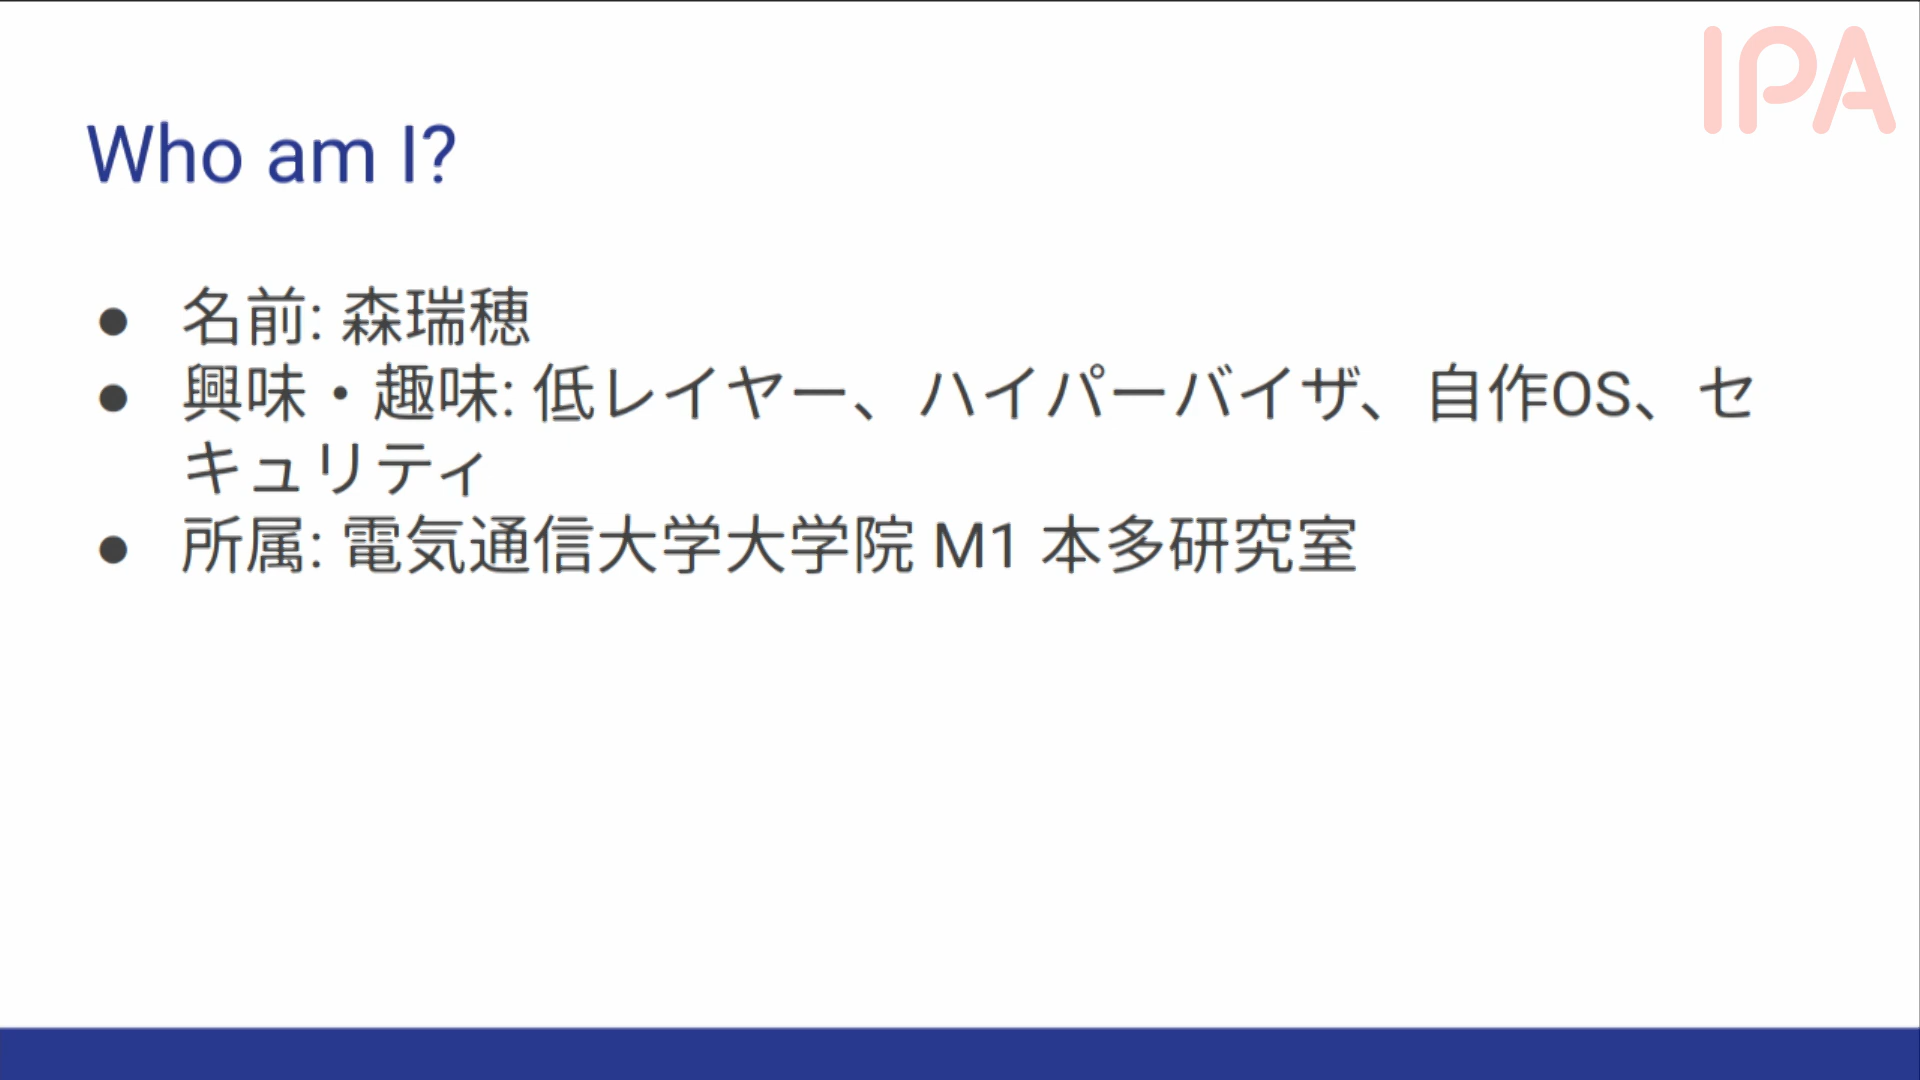 IPA
Who am I?
● 名前: 森瑞穂
● 興味・趣味: 低レイヤー、ハイパーバイザ、自作OS、セ
キュリティ
● 所属: 電気通信大学大学院 M1 本多研究室